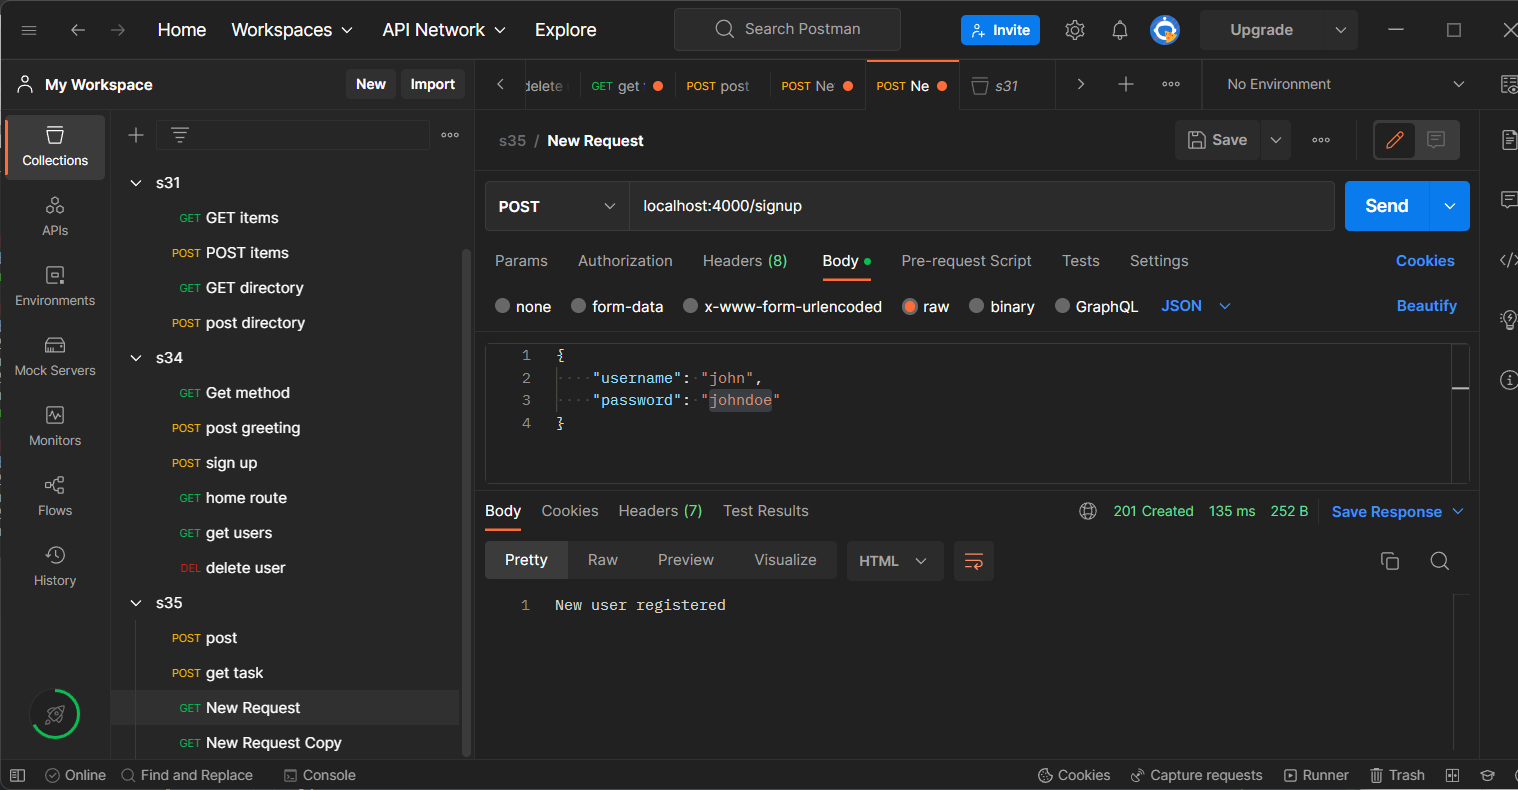 Home Workspaces API Network Explore Search Postman Invite Upgrade
My Workspace New Import
delete GET get POST post POST Ne POST Ne s31 No Environment
Collections
APIs
Environments
Mock Servers
Monitors
Flows
History
s31
GET GET items
POST POST items
GET GET directory
POST post directory
s34
GET Get method
POST post greeting
POST sign up
GET home route
GET get users
DEL delete user
s35
POST post
POST get task
GET New Request
GET New Request Copy
s35 / New Request Save
POST localhost:4000/signup Send
Params Authorization Headers (8) Body Pre-request Script Tests Settings Cookies
none form-data x-www-form-urlencoded raw binary GraphQL JSON Beautify
1 {
2 ····"username":·"john",
3 ····"password":·"johndoe"
4 }
Body Cookies Headers (7) Test Results 201 Created 135 ms 252 B Save Response
Pretty Raw Preview Visualize HTML
1 New user registered
Online Find and Replace Console Cookies Capture requests Runner Trash